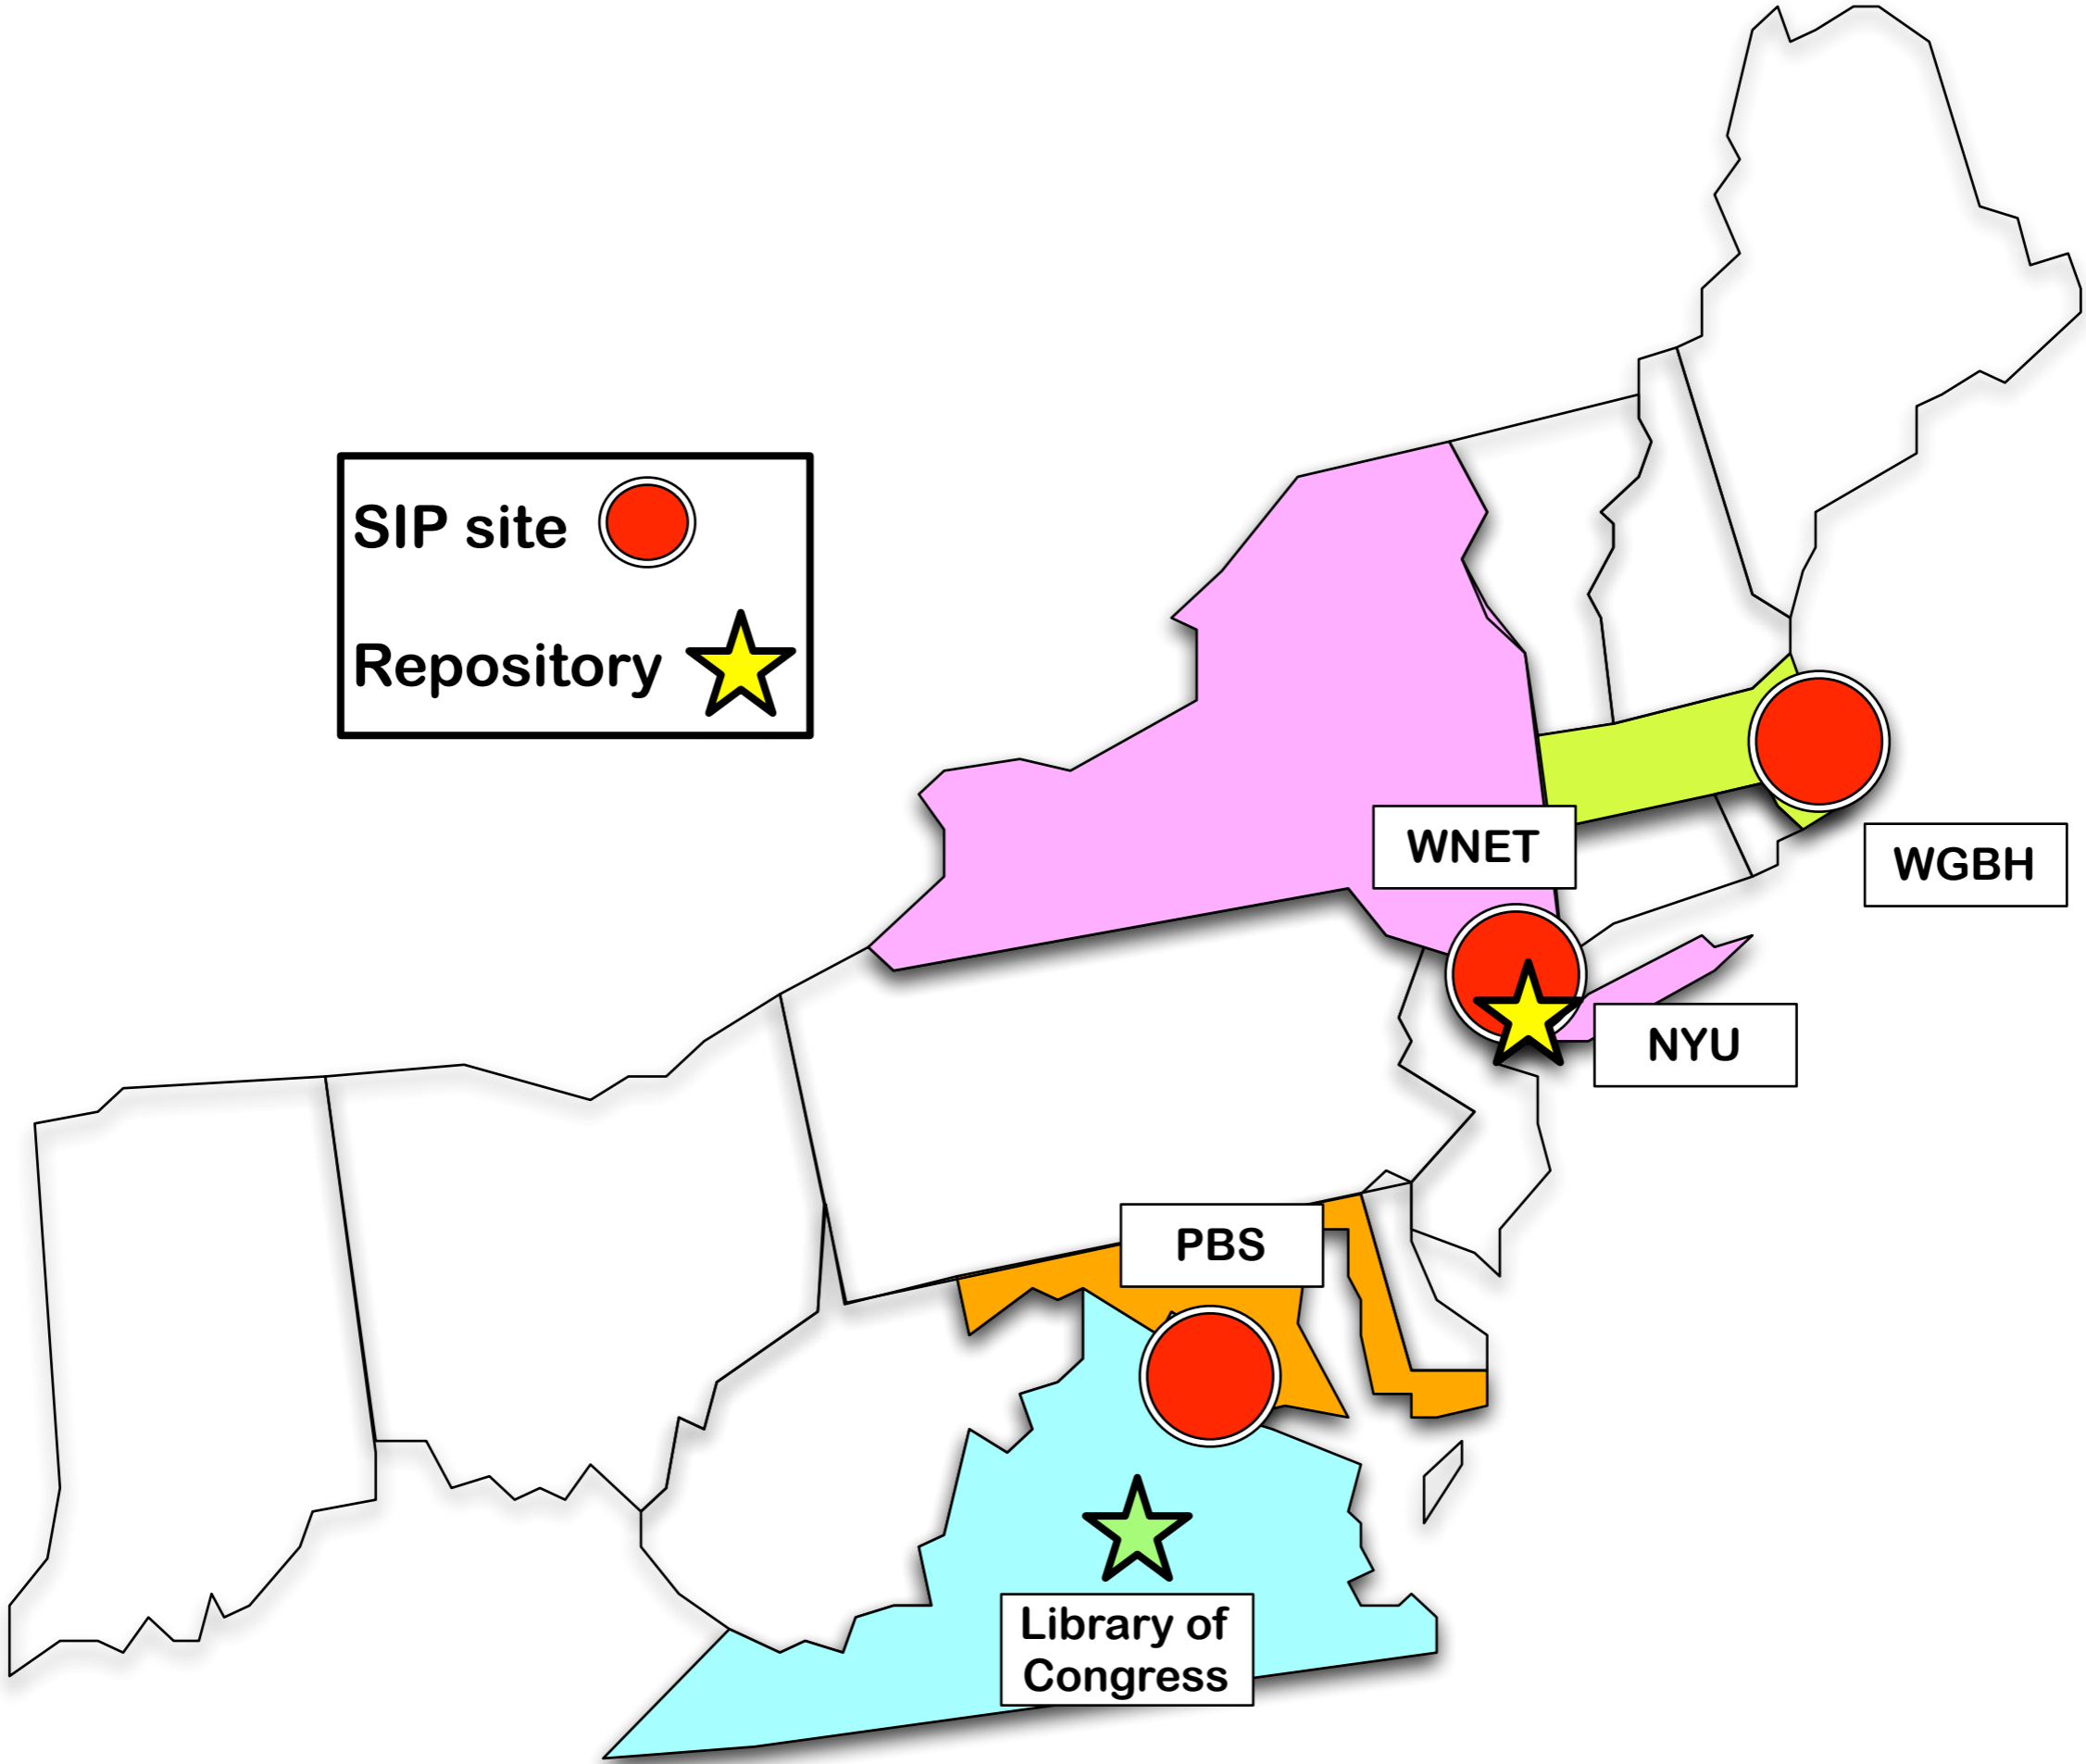 SIP site
Repository
WNET
WGBH
NYU
PBS
Library of
Congress